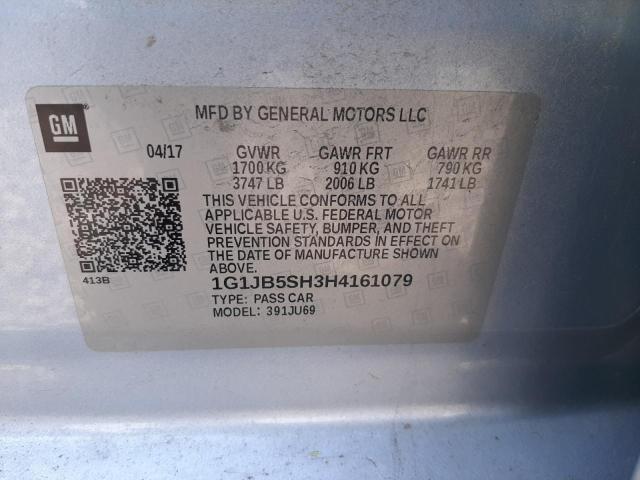 GM
MFD BY GENERAL MOTORS LLC
04/17 GVWR GAWR FRT GAWR RR
1700 KG 910 KG 790 KG
3747 LB 2006 LB 1741 LB
THIS VEHICLE CONFORMS TO ALL
APPLICABLE U.S. FEDERAL MOTOR
VEHICLE SAFETY, BUMPER, AND THEFT
PREVENTION STANDARDS IN EFFECT ON
THE DATE OF MANUFACTURE SHOWN
ABOVE.
413B
1G1JB5SH3H4161079
TYPE: PASS CAR
MODEL: 391JU69